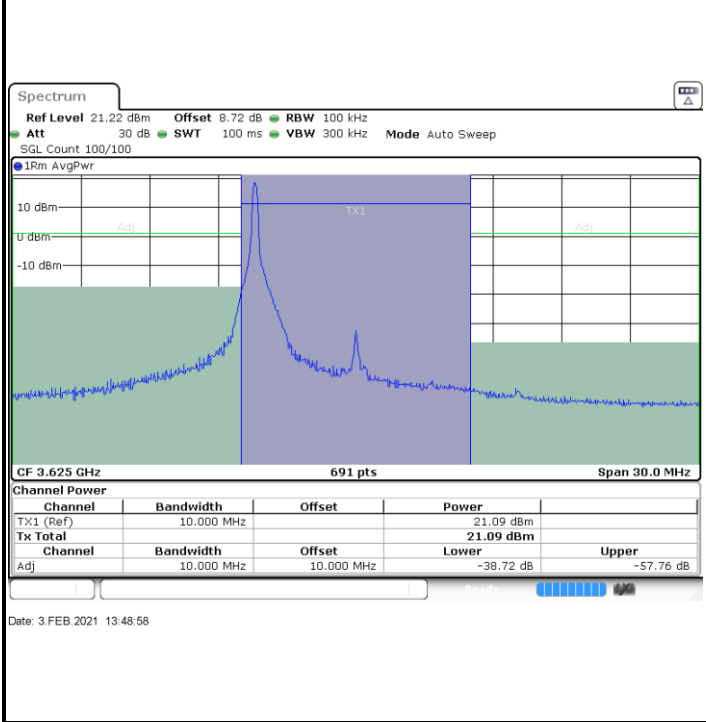 Spectrum
Ref Level 21.22 dBm Offset 8.72 dB RBW 100 kHz
Att 30 dB SWT 100 ms VBW 300 kHz Mode Auto Sweep
SGL Count 100/100
1Rm AvgPwr
10 dBm
TX1
Adj Adj
0 dBm
-10 dBm
CF 3.625 GHz 691 pts Span 30.0 MHz
Channel Power
Channel Bandwidth Offset Power
TX1 (Ref) 10.000 MHz 21.09 dBm
Tx Total 21.09 dBm
Channel Bandwidth Offset Lower Upper
Adj 10.000 MHz 10.000 MHz -38.72 dB -57.76 dB
Ready
Date: 3.FEB.2021 13:48:58